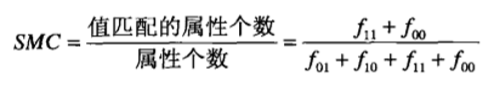 SMC = 值匹配的属性个数 / 属性个数 = f₁₁ + f₀₀ / f₀₁ + f₁₀ + f₁₁ + f₀₀